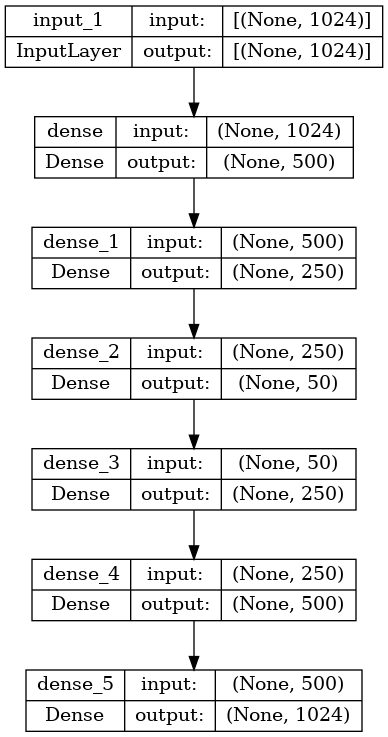 input_1 input: [(None, 1024)]
InputLayer output: [(None, 1024)]
dense input: (None, 1024)
Dense output: (None, 500)
dense_1 input: (None, 500)
Dense output: (None, 250)
dense_2 input: (None, 250)
Dense output: (None, 50)
dense_3 input: (None, 50)
Dense output: (None, 250)
dense_4 input: (None, 250)
Dense output: (None, 500)
dense_5 input: (None, 500)
Dense output: (None, 1024)